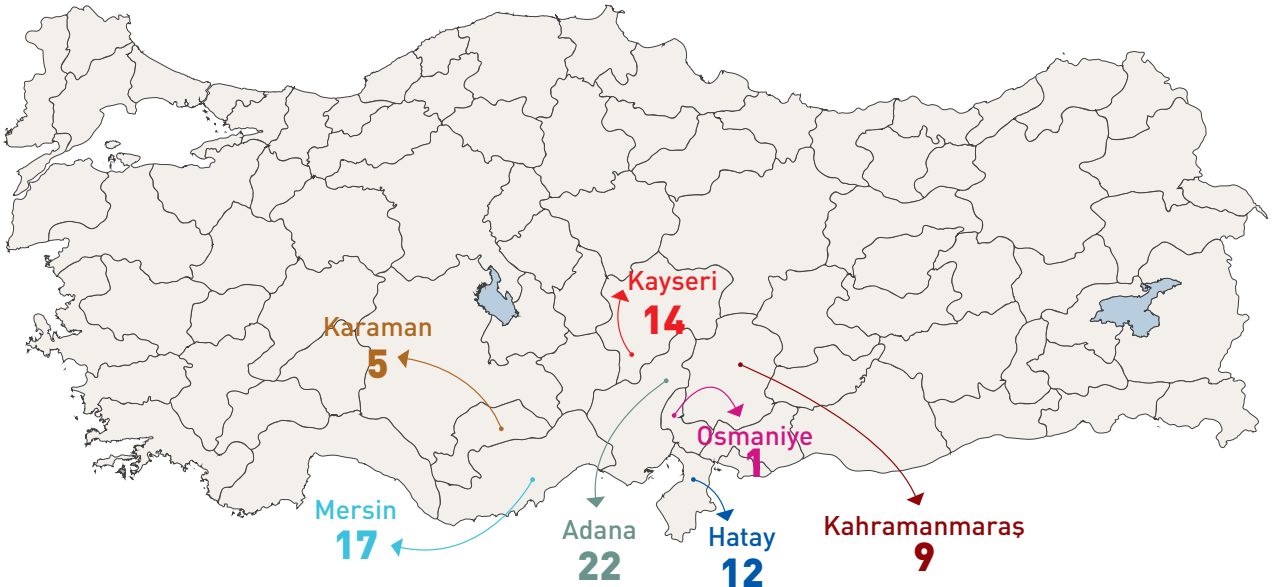 Kayseri
14
Karaman
5
Osmaniye
1
Mersin
17
Adana
22
Hatay
12
Kahramanmaraş
9